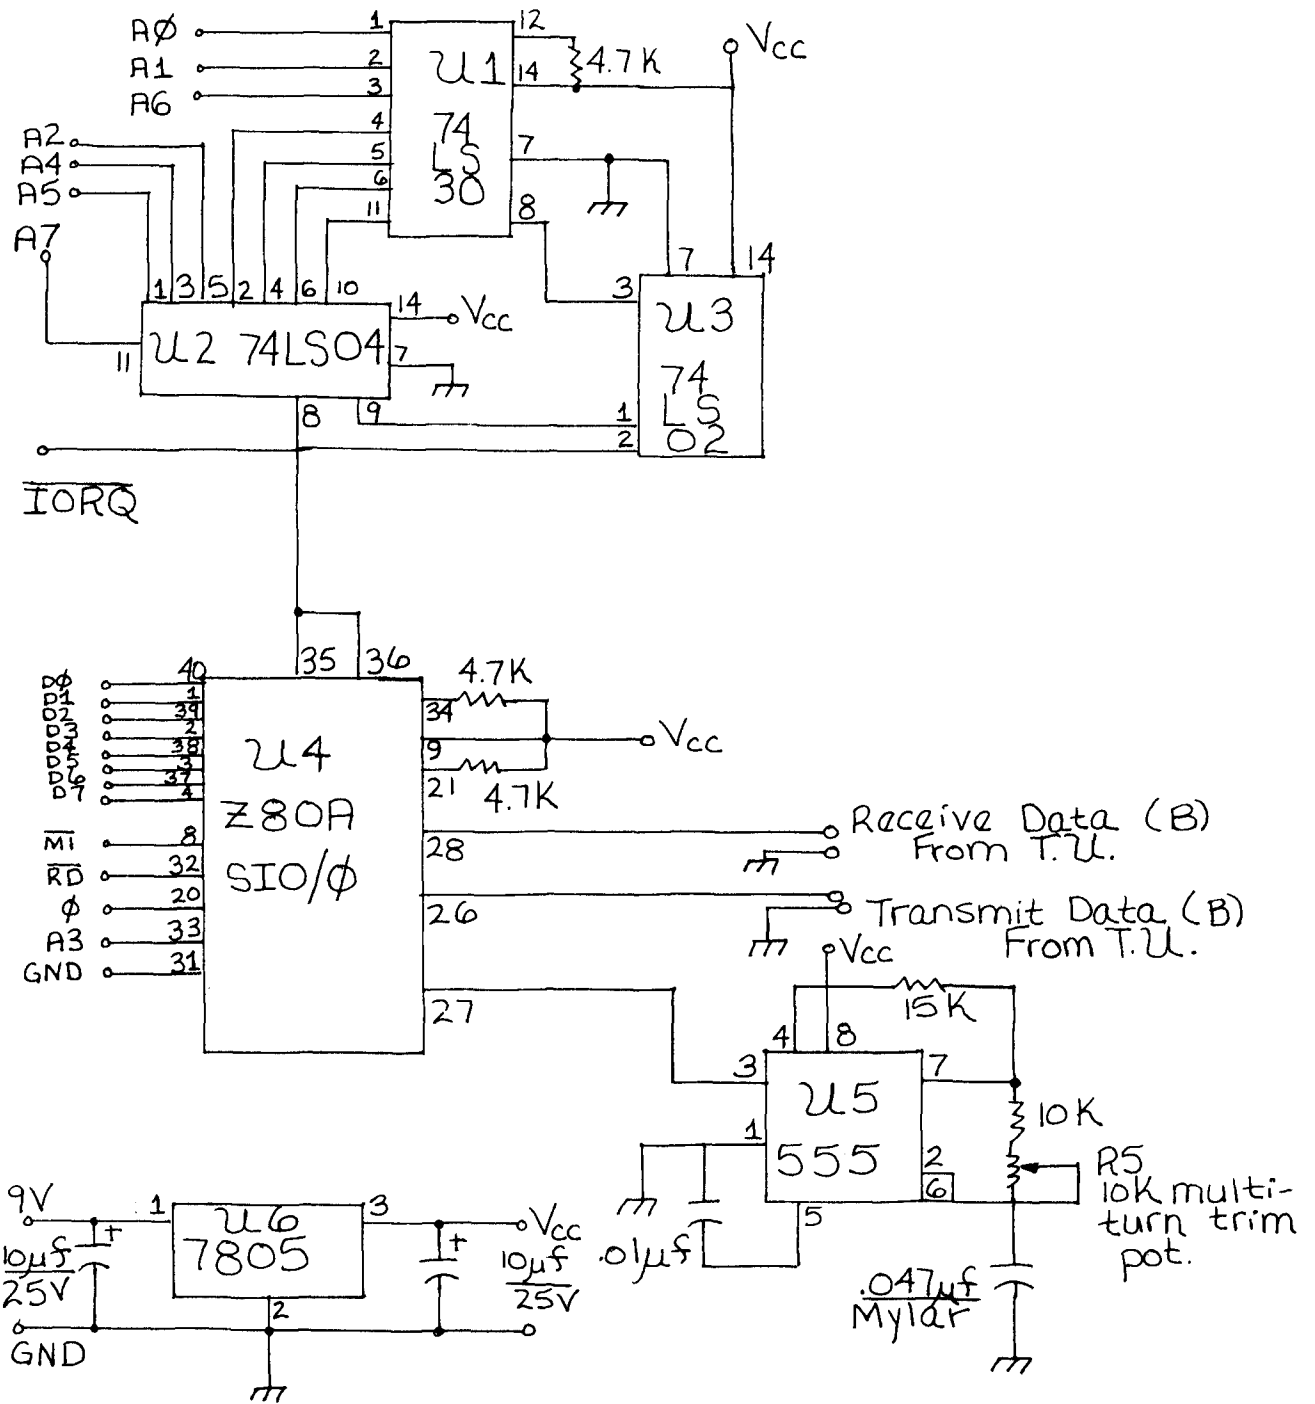 AØ 1 12
A1 2 U1 14 4.7K Vcc
A6 3
A2 4 74 7
A4 5 LS
A5 6 30
A7 11 8
1 3 5 2 4 6 10 14 Vcc
11 U2 74LS04 7
8 9
7 14
3 U3
74
1 LS
2 02
IORQ
35 36
DØ 40
D1 1
D2 39
D3 2
D4 38
D5 3
D6 37
D7 4
M1 8
RD 32
Ø 20
A3 33
GND 31
U4
Z80A
SIO/Ø
34 4.7K
9 Vcc
21 4.7K
28 Receive Data (B)
From T.U.
26 Transmit Data (B)
From T.U.
27
Vcc
15K
4 8
3 U5 7
1 555 2
6
5
10K
R5
10K multi-
turn trim
pot.
.01µf
.047µf
Mylar
9V 1 U6 3 Vcc
7805
+ +
10µf
25V
10µf
25V
2
GND